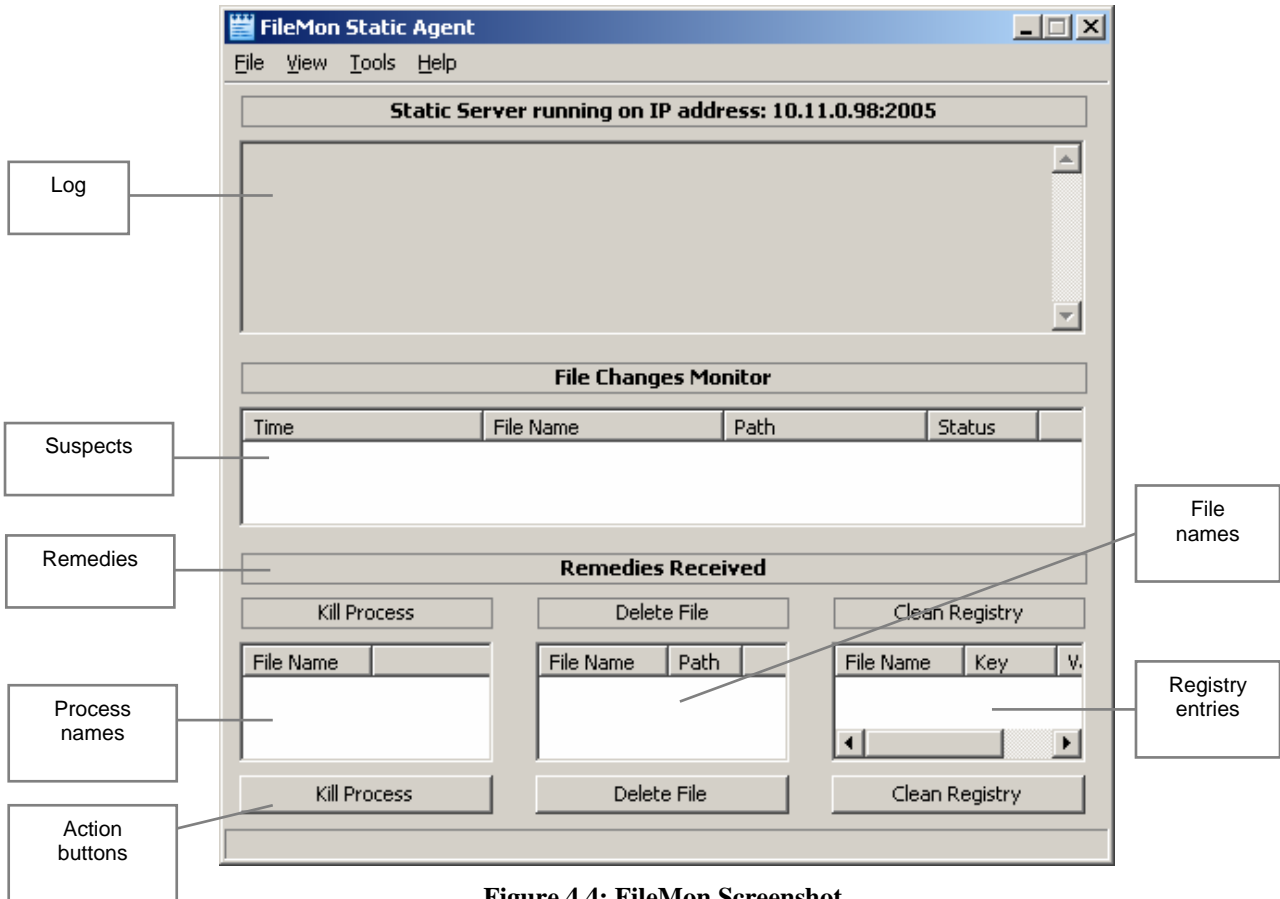 FileMon Static Agent
File View Tools Help
Static Server running on IP address: 10.11.0.98:2005
Log
File Changes Monitor
Time File Name Path Status
Suspects
File
names
Remedies
Remedies Received
Kill Process Delete File Clean Registry
File Name File Name Path File Name Key V.
Process
names
Registry
entries
Kill Process Delete File Clean Registry
Action
buttons
Figure 4.4: FileMon Screenshot